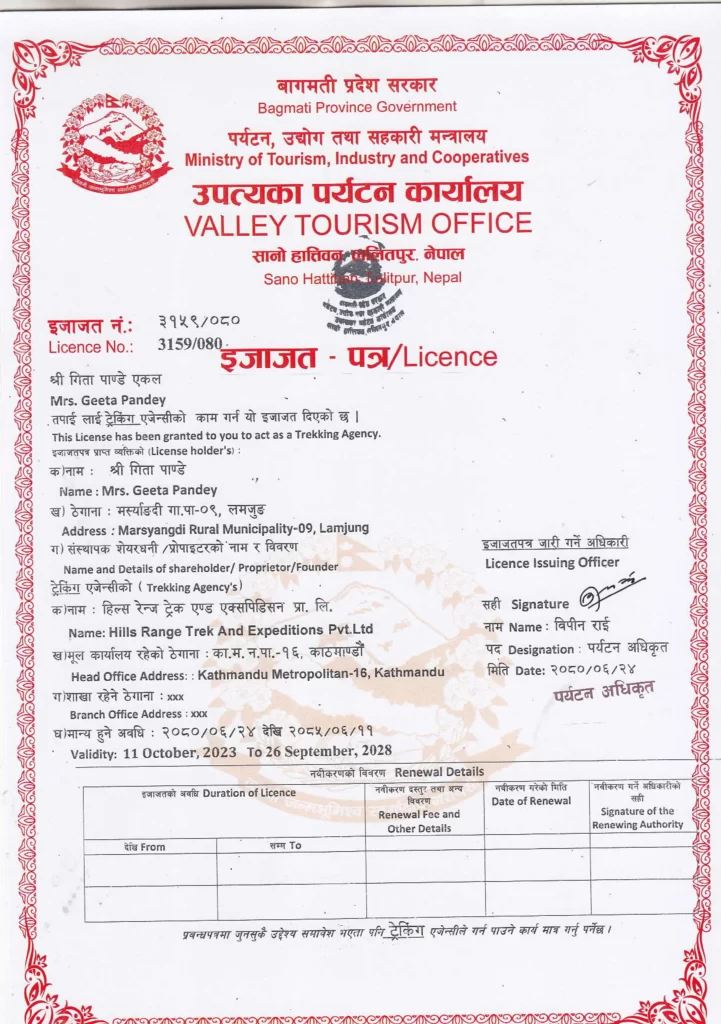 बागमती प्रदेश सरकार
Bagmati Province Government
पर्यटन, उद्योग तथा सहकारी मन्त्रालय
Ministry of Tourism, Industry and Cooperatives
उपत्यका पर्यटन कार्यालय
VALLEY TOURISM OFFICE
सानो हात्तिवन, ललितपुर, नेपाल
Sano Hattiban, Lalitpur, Nepal
इजाजत नं.: ३१५९/०८०
Licence No.: 3159/080
इजाजत - पत्र/Licence
श्री गिता पाण्डे एकल
Mrs. Geeta Pandey
तपाई लाई ट्रेकिंग एजेन्सीको काम गर्न यो इजाजत दिएको छ |
This License has been granted to you to act as a Trekking Agency.
इजाजतपत्र प्राप्त व्यक्तिको (License holder's) :
क)नाम : श्री गिता पाण्डे
Name : Mrs. Geeta Pandey
ख) ठेगाना : मर्स्याङदी गा.पा-०९, लमजुङ
Address : Marsyangdi Rural Municipality-09, Lamjung
ग) संस्थापक शेयरधनी /प्रोपाइटरको नाम र विवरण
Name and Details of shareholder/ Proprietor/Founder
ट्रेकिंग एजेन्सीको ( Trekking Agency's)
क)नाम : हिल्स रेन्ज ट्रेक एण्ड एक्सपिडिसन प्रा. लि.
Name: Hills Range Trek And Expeditions Pvt.Ltd
ख)मूल कार्यालय रहेको ठेगाना : का.म. न.पा.-१६, काठमाण्डौं
Head Office Address: : Kathmandu Metropolitan-16, Kathmandu
ग)शाखा रहेने ठेगाना : xxx
Branch Office Address : xxx
घ)मान्य हुने अवधि : २०८०/०६/२४ देखि २०८५/०६/११
Validity: 11 October, 2023 To 26 September, 2028
इजाजतपत्र जारी गर्ने अधिकारी
Licence Issuing Officer
सही Signature
नाम Name : विपीन राई
पद Designation : पर्यटन अधिकृत
मिति Date: २०८०/०६/२४
पर्यटन अधिकृत
नवीकरणको विवरण Renewal Details
इजाजतको अवधि Duration of Licence
नवीकरण दस्तुर तथा अन्य
विवरण
Renewal Fee and
Other Details
नवीकरण गरेको मिति
Date of Renewal
नवीकरण गर्ने अधिकारीको
सही
Signature of the
Renewing Authority
देखि From
सम्म To
प्रबन्धपत्रमा जुनसुकै उद्देश्य समावेश भएता पनि ट्रेकिंग एजेन्सीले गर्न पाउने कार्य मात्र गर्नु पर्नेछ ।